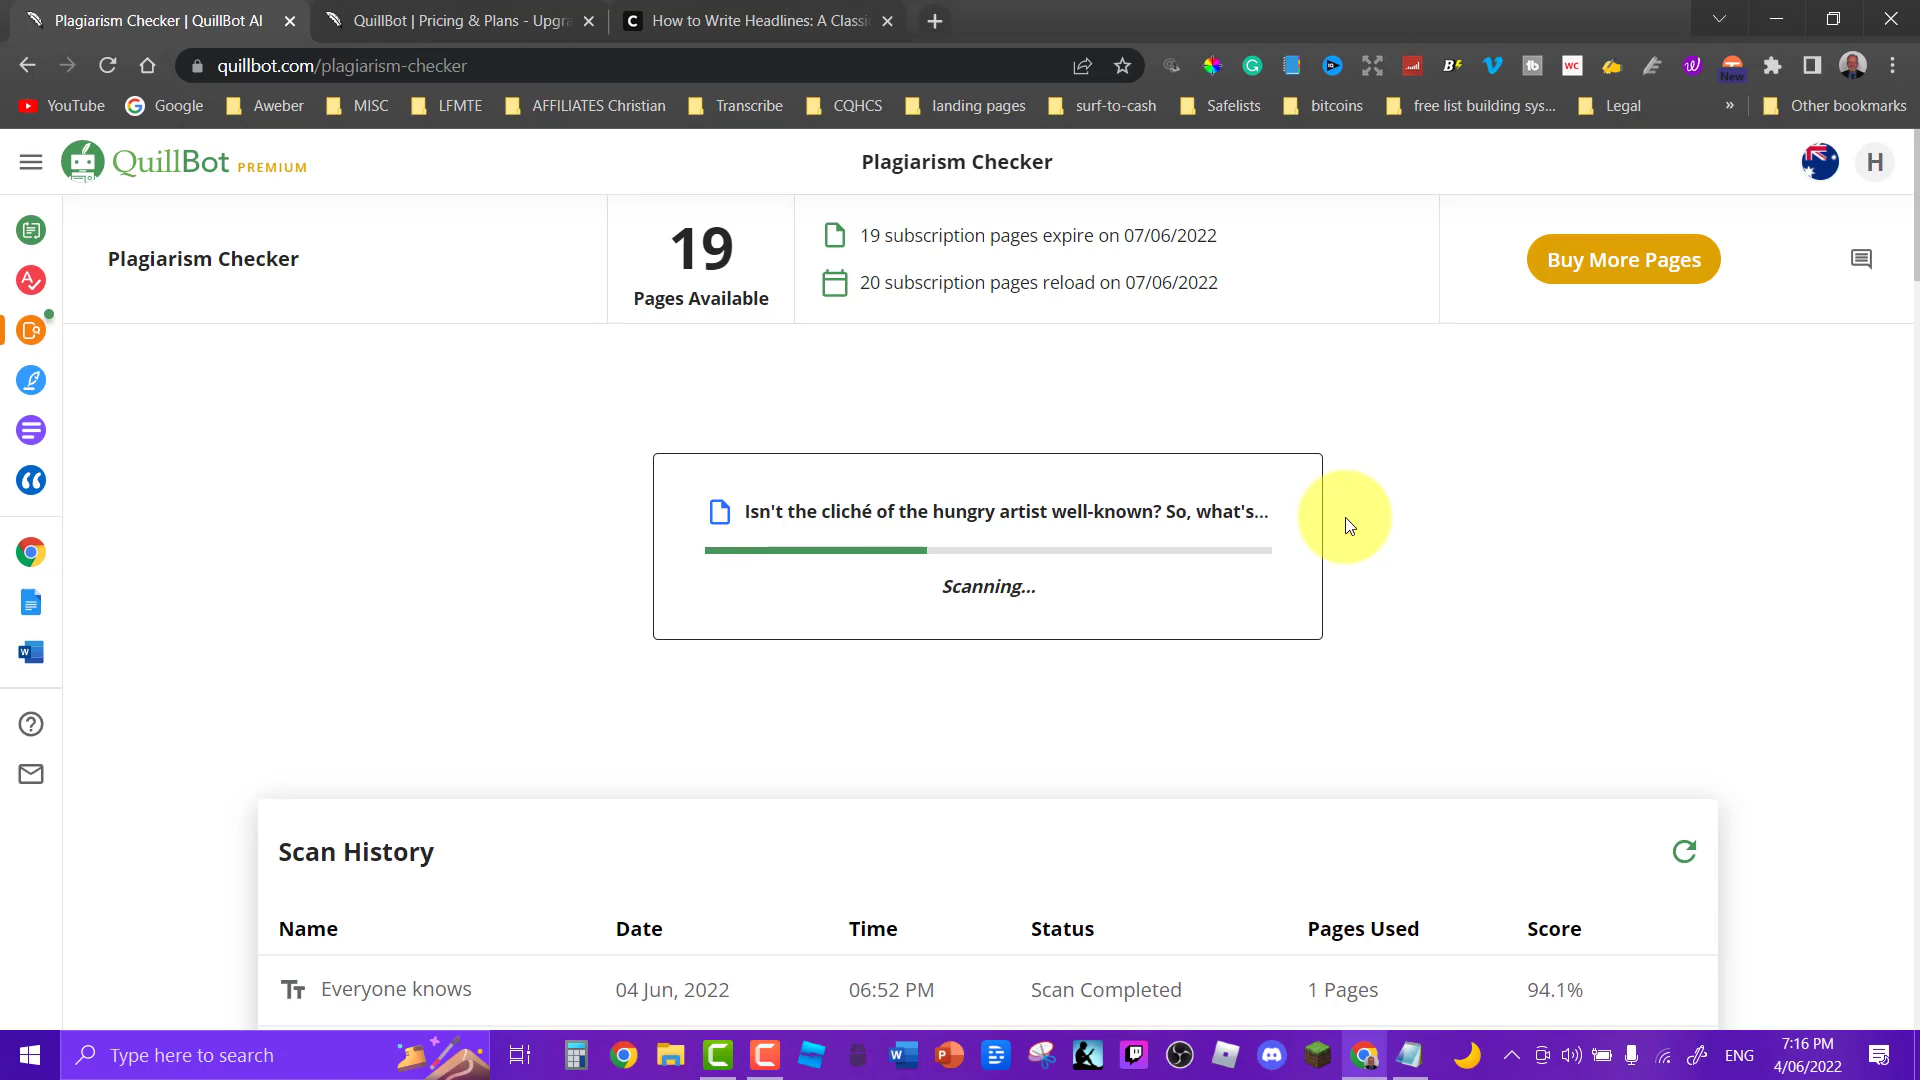 Plagiarism Checker | QuillBot AI
QuillBot | Pricing & Plans - Upgra
C How to Write Headlines: A Classi
quillbot.com/plagiarism-checker
New
YouTube
Google
Aweber
MISC
LFMTE
AFFILIATES Christian
Transcribe
CQHCS
landing pages
surf-to-cash
Safelists
bitcoins
free list building sys...
Legal
»
Other bookmarks
QuillBot PREMIUM
Plagiarism Checker
H
Plagiarism Checker
19
Pages Available
19 subscription pages expire on 07/06/2022
20 subscription pages reload on 07/06/2022
Buy More Pages
Isn't the cliché of the hungry artist well-known? So, what's...
Scanning...
Scan History
Name Date Time Status Pages Used Score
Tt Everyone knows 04 Jun, 2022 06:52 PM Scan Completed 1 Pages 94.1%
Type here to search
ENG
7:16 PM
4/06/2022